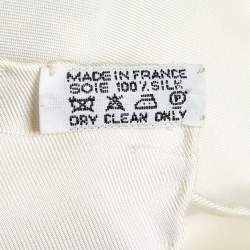 MADE IN FRANCE
SOIE 100% SILK
DRY CLEAN ONLY